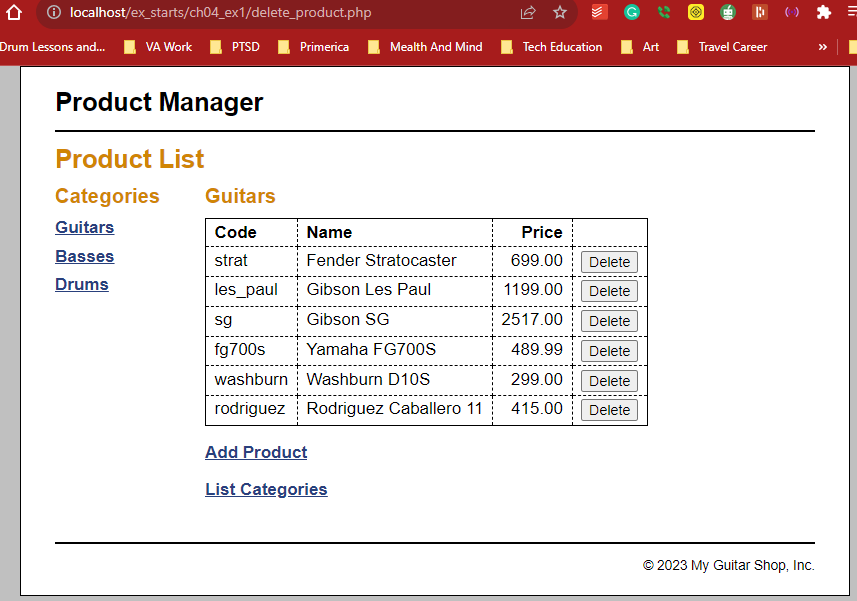 localhost/ex_starts/ch04_ex1/delete_product.php
Drum Lessons and... VA Work PTSD Primerica Mealth And Mind Tech Education Art Travel Career »
Product Manager
Product List
Categories
Guitars
Basses
Drums
Guitars
Code Name Price
strat Fender Stratocaster 699.00 Delete
les_paul Gibson Les Paul 1199.00 Delete
sg Gibson SG 2517.00 Delete
fg700s Yamaha FG700S 489.99 Delete
washburn Washburn D10S 299.00 Delete
rodriguez Rodriguez Caballero 11 415.00 Delete
Add Product
List Categories
© 2023 My Guitar Shop, Inc.